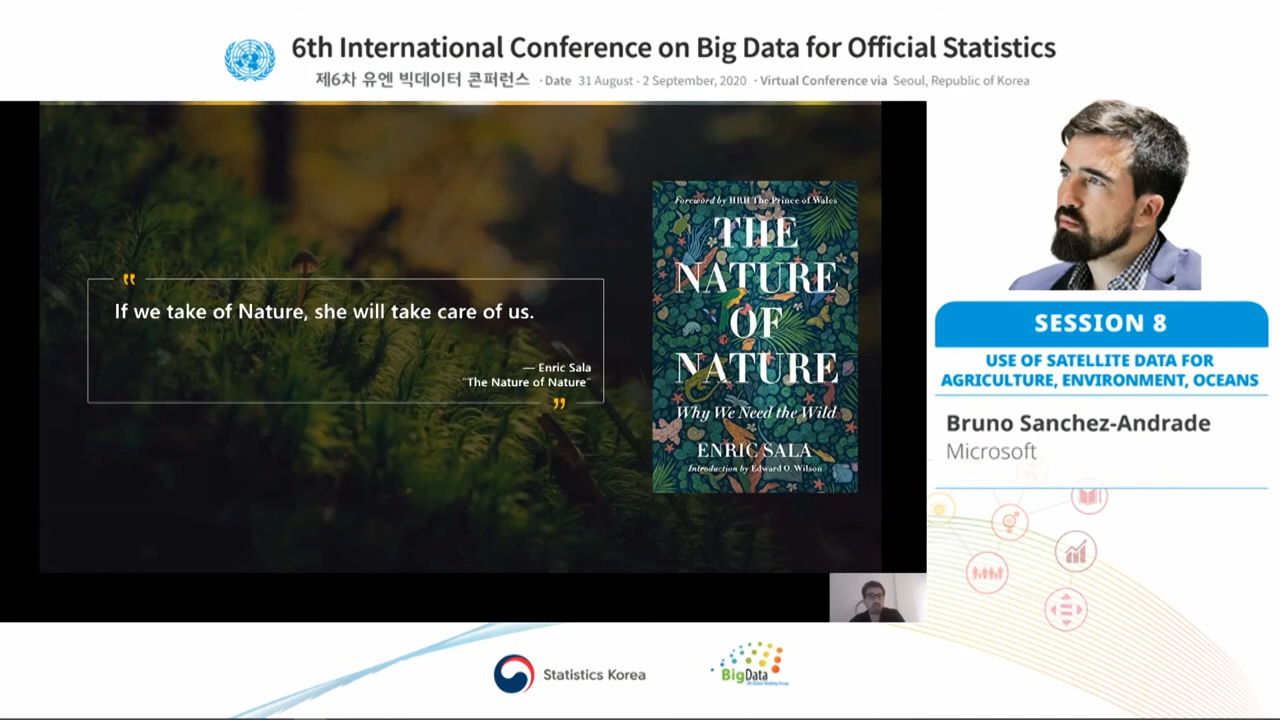 6th International Conference on Big Data for Official Statistics
제6차 유엔 빅데이터 콘퍼런스 · Date 31 August - 2 September, 2020 · Virtual Conference via Seoul, Republic of Korea
"
If we take of Nature, she will take care of us.
— Enric Sala
"The Nature of Nature"
"
Foreword by HRH The Prince of Wales
THE
NATURE
OF
NATURE
Why We Need the Wild
ENRIC SALA
Introduction by Edward O. Wilson
SESSION 8
USE OF SATELLITE DATA FOR
AGRICULTURE, ENVIRONMENT, OCEANS
Bruno Sanchez-Andrade
Microsoft
Statistics Korea
BigData
UN Global Working Group